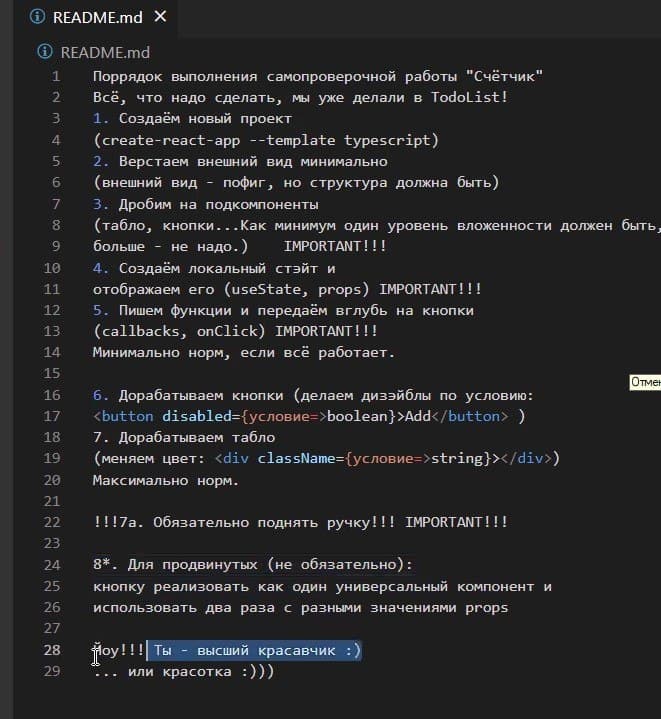 README.md
README.md
1 Поррядок выполнения самопроверочной работы "Счётчик"
2 Всё, что надо сделать, мы уже делали в TodoList!
3 1. Создаём новый проект
4 (create-react-app --template typescript)
5 2. Верстаем внешний вид минимально
6 (внешний вид - пофиг, но структура должна быть)
7 3. Дробим на подкомпоненты
8 (табло, кнопки...Как минимум один уровень вложенности должен быть,
9 больше - не надо.) IMPORTANT!!!
10 4. Создаём локальный стэйт и
11 отображаем его (useState, props) IMPORTANT!!!
12 5. Пишем функции и передаём вглубь на кнопки
13 (callbacks, onClick) IMPORTANT!!!
14 Минимально норм, если всё работает.
15
16 6. Дорабатываем кнопки (делаем дизэйблы по условию:
17 <button disabled={условие=>boolean}>Add</button> )
18 7. Дорабатываем табло
19 (меняем цвет: <div className={условие=>string}></div>)
20 Максимально норм.
21
22 !!!7а. Обязательно поднять ручку!!! IMPORTANT!!!
23
24 8*. Для продвинутых (не обязательно):
25 кнопку реализовать как один универсальный компонент и
26 использовать два раза с разными значениями props
27
28 Йоу!!! Ты - высший красавчик :)
29 ... или красотка :)))